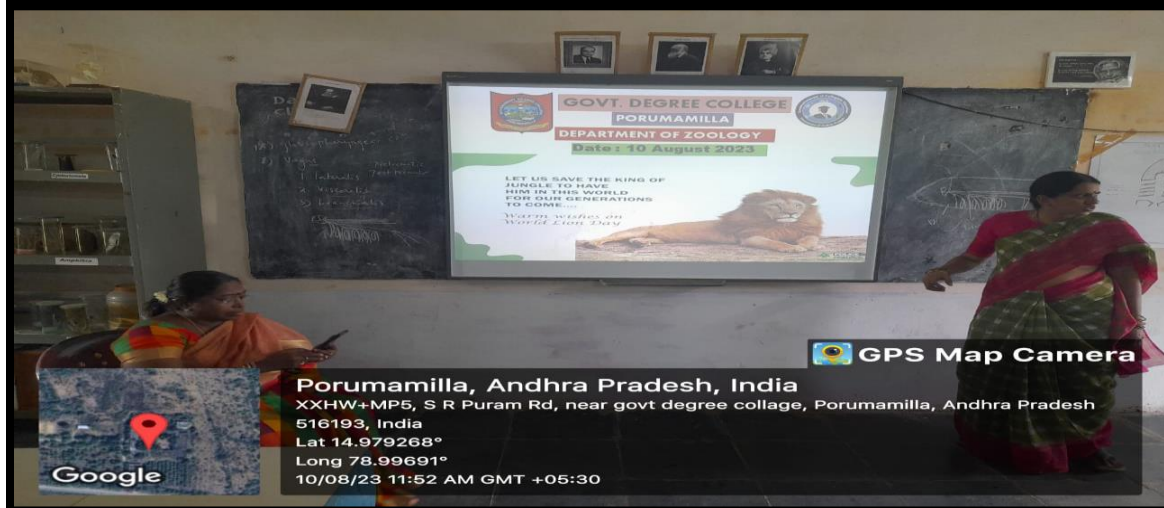 GOVT. DEGREE COLLEGE
PORUMAMILLA
DEPARTMENT OF ZOOLOGY
Date : 10 August 2023
LET US SAVE THE KING OF
JUNGLE TO HAVE
HIM IN THIS WORLD
FOR OUR GENERATIONS
TO COME....
Warm wishes on
World Lion Day
Vagus
Amphibia
GPS Map Camera
Porumamilla, Andhra Pradesh, India
XXHW+MP5, S R Puram Rd, near govt degree collage, Porumamilla, Andhra Pradesh
516193, India
Lat 14.979268°
Long 78.99691°
10/08/23 11:52 AM GMT +05:30
Google